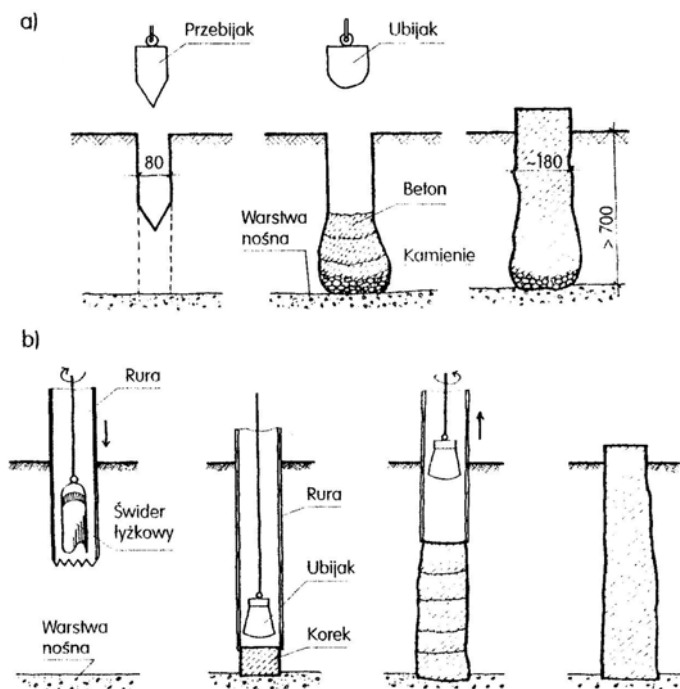 a)
Przebijak
Ubijak
80
Beton
Warstwa
nośna
Kamienie
~180
> 700
b)
Rura
Świder
łyżkowy
Warstwa
nośna
Rura
Ubijak
Korek